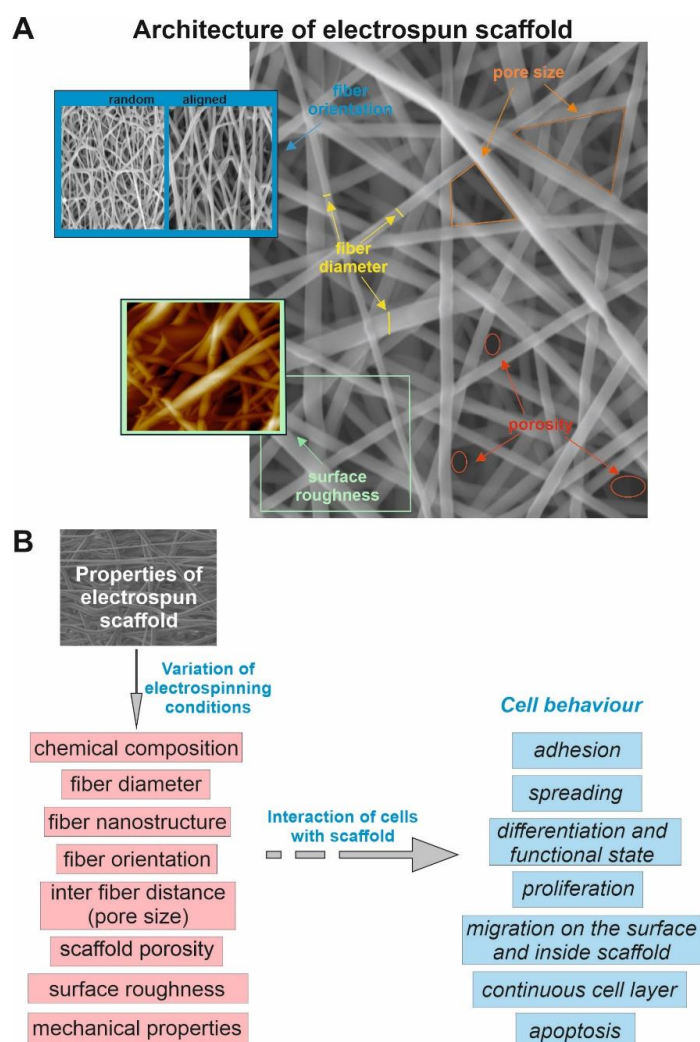 A
Architecture of electrospun scaffold
random
aligned
fiber
orientation
pore size
fiber
diameter
porosity
surface
roughness
B
Properties of
electrospun
scaffold
Variation of
electrospinning
conditions
chemical composition
fiber diameter
fiber nanostructure
fiber orientation
inter fiber distance
(pore size)
scaffold porosity
surface roughness
mechanical properties
Interaction of cells
with scaffold
Cell behaviour
adhesion
spreading
differentiation and
functional state
proliferation
migration on the surface
and inside scaffold
continuous cell layer
apoptosis